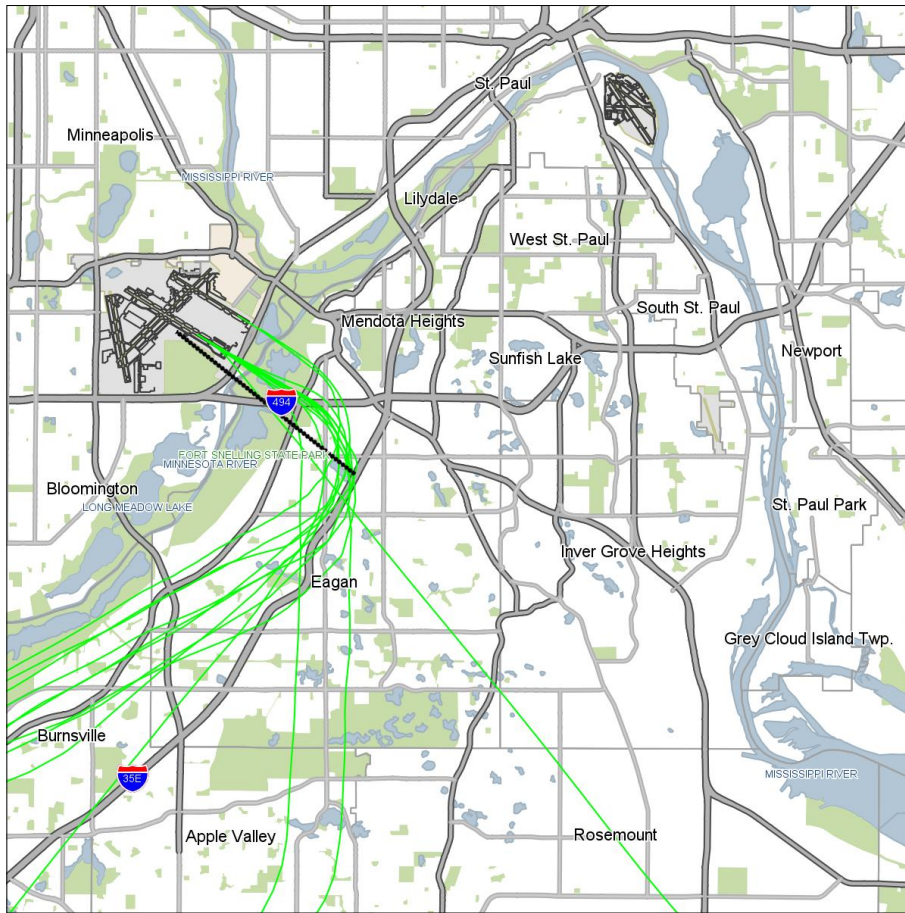 St. Paul
Minneapolis
MISSISSIPPI RIVER
Lilydale
West St. Paul
South St. Paul
Mendota Heights
Sunfish Lake
Newport
494
FORT SNELLING STATE PARK
MINNESOTA RIVER
Bloomington
LONG MEADOW LAKE
St. Paul Park
Inver Grove Heights
Eagan
Grey Cloud Island Twp.
Burnsville
35E
MISSISSIPPI RIVER
Apple Valley
Rosemount